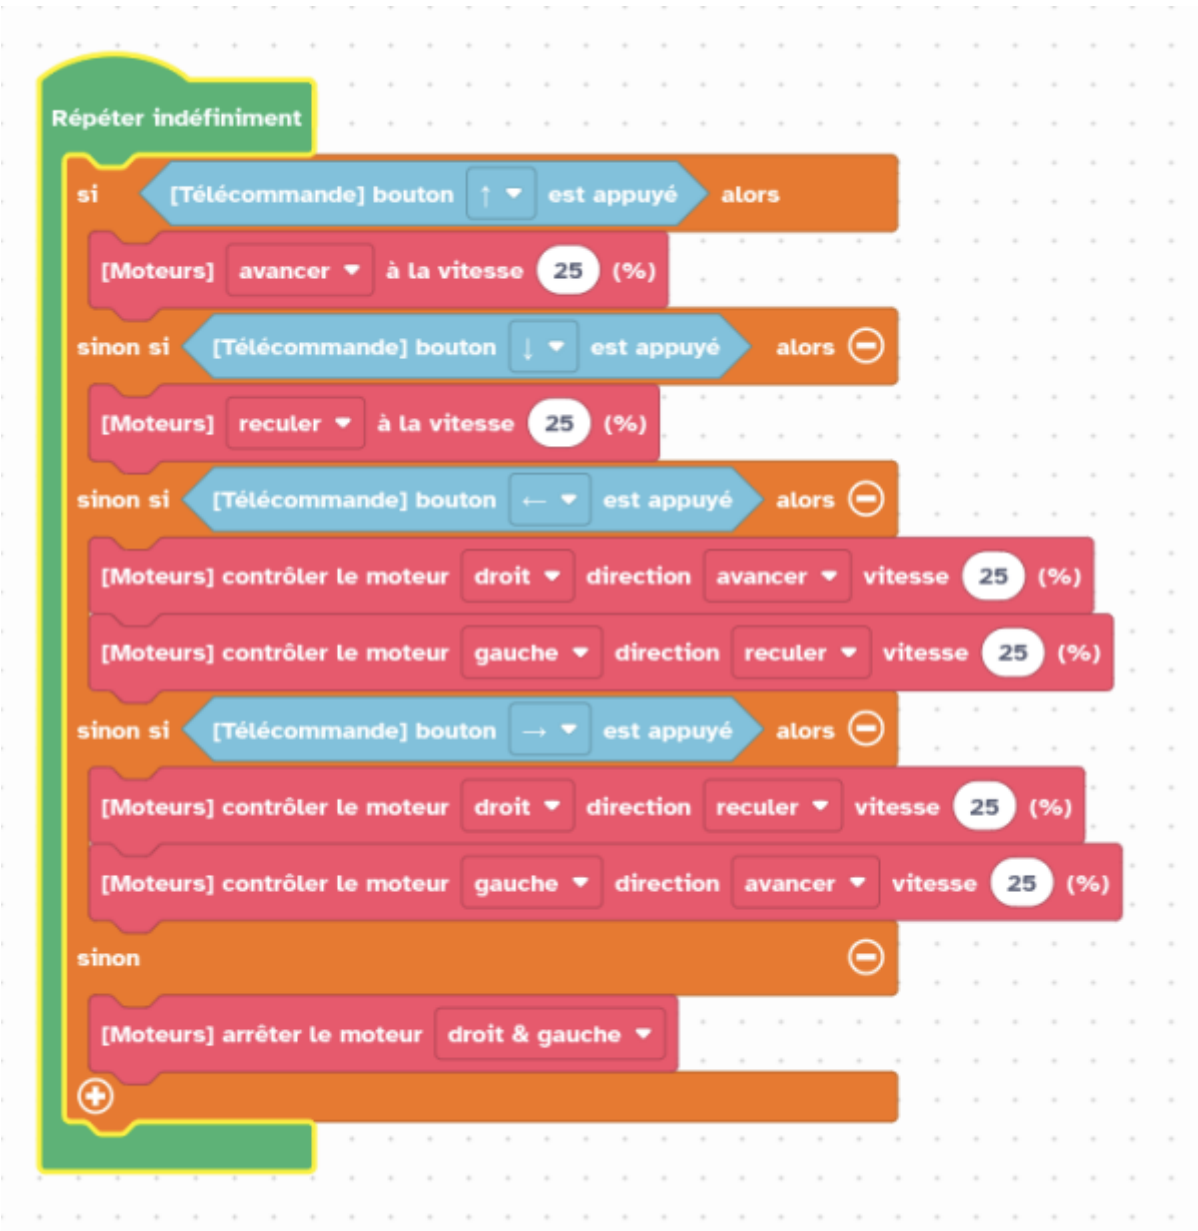 Répéter indéfiniment
si [Télécommande] bouton ↑ est appuyé alors
[Moteurs] avancer à la vitesse 25 (%)
sinon si [Télécommande] bouton ↓ est appuyé alors
[Moteurs] reculer à la vitesse 25 (%)
sinon si [Télécommande] bouton ← est appuyé alors
[Moteurs] contrôler le moteur droit direction avancer vitesse 25 (%)
[Moteurs] contrôler le moteur gauche direction reculer vitesse 25 (%)
sinon si [Télécommande] bouton → est appuyé alors
[Moteurs] contrôler le moteur droit direction reculer vitesse 25 (%)
[Moteurs] contrôler le moteur gauche direction avancer vitesse 25 (%)
sinon
[Moteurs] arrêter le moteur droit & gauche